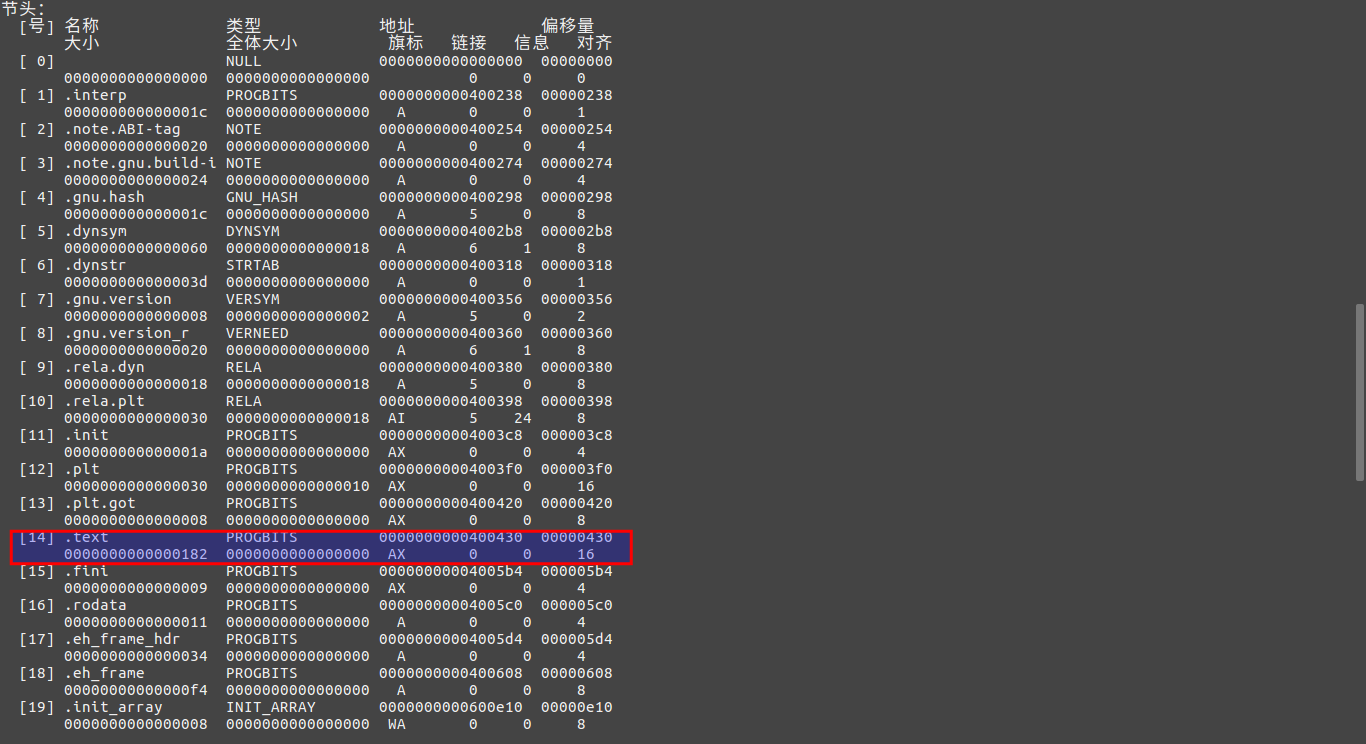 节头：
[号] 名称 类型 地址 偏移量
大小 全体大小 旗标 链接 信息 对齐
[ 0] NULL 0000000000000000 00000000
0000000000000000 0000000000000000 0 0 0
[ 1] .interp PROGBITS 0000000000400238 00000238
000000000000001c 0000000000000000 A 0 0 1
[ 2] .note.ABI-tag NOTE 0000000000400254 00000254
0000000000000020 0000000000000000 A 0 0 4
[ 3] .note.gnu.build-i NOTE 0000000000400274 00000274
0000000000000024 0000000000000000 A 0 0 4
[ 4] .gnu.hash GNU_HASH 0000000000400298 00000298
000000000000001c 0000000000000000 A 5 0 8
[ 5] .dynsym DYNSYM 00000000004002b8 000002b8
0000000000000060 0000000000000018 A 6 1 8
[ 6] .dynstr STRTAB 0000000000400318 00000318
000000000000003d 0000000000000000 A 0 0 1
[ 7] .gnu.version VERSYM 0000000000400356 00000356
0000000000000008 0000000000000002 A 5 0 2
[ 8] .gnu.version_r VERNEED 0000000000400360 00000360
0000000000000020 0000000000000000 A 6 1 8
[ 9] .rela.dyn RELA 0000000000400380 00000380
0000000000000018 0000000000000018 A 5 0 8
[10] .rela.plt RELA 0000000000400398 00000398
0000000000000030 0000000000000018 AI 5 24 8
[11] .init PROGBITS 00000000004003c8 000003c8
000000000000001a 0000000000000000 AX 0 0 4
[12] .plt PROGBITS 00000000004003f0 000003f0
0000000000000030 0000000000000010 AX 0 0 16
[13] .plt.got PROGBITS 0000000000400420 00000420
0000000000000008 0000000000000000 AX 0 0 8
[14] .text PROGBITS 0000000000400430 00000430
0000000000000182 0000000000000000 AX 0 0 16
[15] .fini PROGBITS 00000000004005b4 000005b4
0000000000000009 0000000000000000 AX 0 0 4
[16] .rodata PROGBITS 00000000004005c0 000005c0
0000000000000011 0000000000000000 A 0 0 4
[17] .eh_frame_hdr PROGBITS 00000000004005d4 000005d4
0000000000000034 0000000000000000 A 0 0 4
[18] .eh_frame PROGBITS 0000000000400608 00000608
00000000000000f4 0000000000000000 A 0 0 8
[19] .init_array INIT_ARRAY 0000000000600e10 00000e10
0000000000000008 0000000000000000 WA 0 0 8